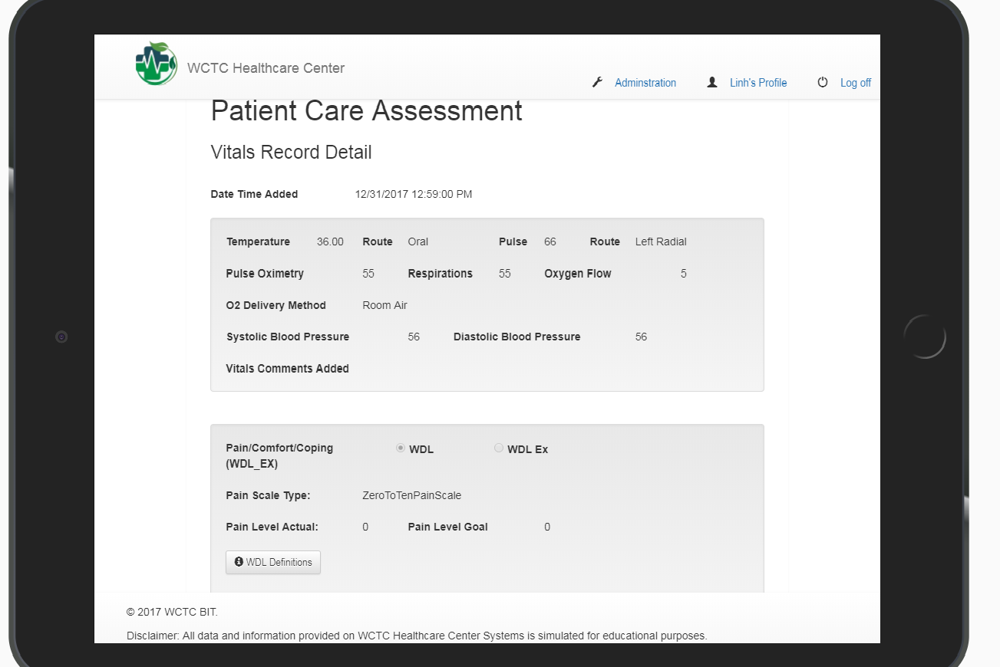 WCTC Healthcare Center
Adminstration Linh's Profile Log off
Patient Care Assessment
Vitals Record Detail
Date Time Added 12/31/2017 12:59:00 PM
Temperature 36.00 Route Oral Pulse 66 Route Left Radial
Pulse Oximetry 55 Respirations 55 Oxygen Flow 5
O2 Delivery Method Room Air
Systolic Blood Pressure 56 Diastolic Blood Pressure 56
Vitals Comments Added
Pain/Comfort/Coping WDL WDL Ex
(WDL_EX)
Pain Scale Type: ZeroToTenPainScale
Pain Level Actual: 0 Pain Level Goal 0
WDL Definitions
© 2017 WCTC BIT.
Disclaimer: All data and information provided on WCTC Healthcare Center Systems is simulated for educational purposes.